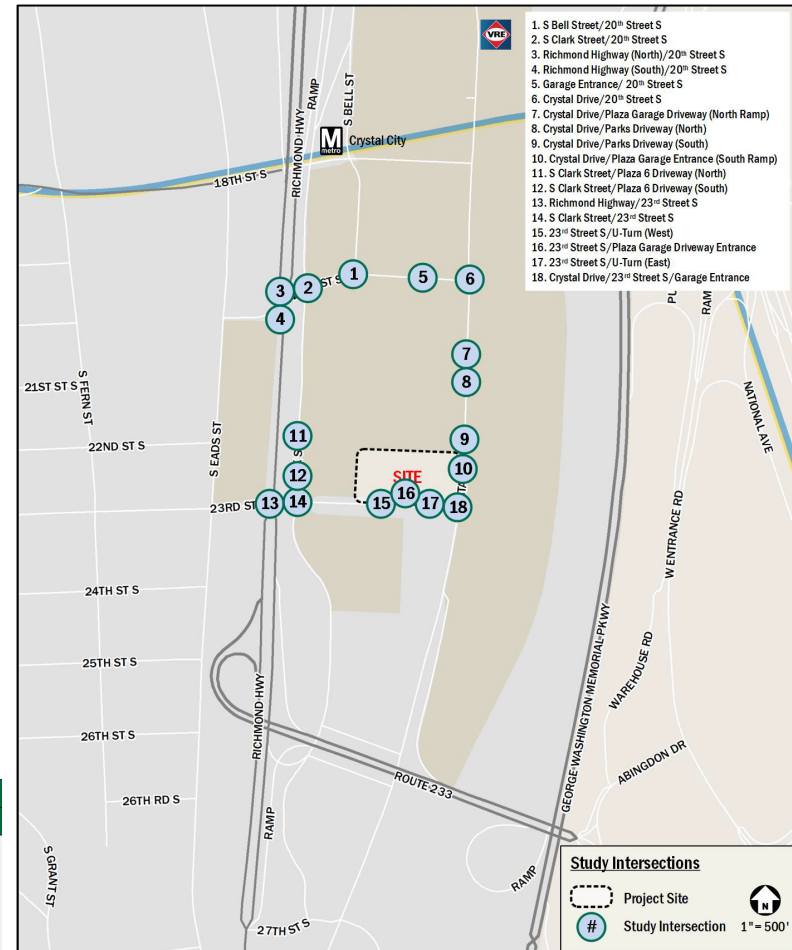 VRE
1. S Bell Street/20th Street S
2. S Clark Street/20th Street S
3. Richmond Highway (North)/20th Street S
4. Richmond Highway (South)/20th Street S
5. Garage Entrance/ 20th Street S
6. Crystal Drive/20th Street S
7. Crystal Drive/Plaza Garage Driveway (North Ramp)
8. Crystal Drive/Parks Driveway (North)
9. Crystal Drive/Parks Driveway (South)
10. Crystal Drive/Plaza Garage Entrance (South Ramp)
11. S Clark Street/Plaza 6 Driveway (North)
12. S Clark Street/Plaza 6 Driveway (South)
13. Richmond Highway/23rd Street S
14. S Clark Street/23rd Street S
15. 23rd Street S/U-Turn (West)
16. 23rd Street S/Plaza Garage Driveway Entrance
17. 23rd Street S/U-Turn (East)
18. Crystal Drive/23rd Street S/Garage Entrance
RICHMOND HWY
RAMP
S BELL ST
M
metro
Crystal City
18TH ST S
1
2
ST S
3
4
5
6
RAM
7
8
21ST ST S
S FERN ST
S EADS ST
22ND ST S
NATIONAL AVE
11
9
12
S
SITE
10
TA
23RD ST
13
14
15
16
17
18
W ENTRANCE RD
24TH ST S
25TH ST S
RICHMOND HWY
26TH ST S
GEORGE WASHINGTON MEMORIAL PKWY
WAREHOUSE RD
ABINGDON DR
ROUTE 233
26TH RD S
RAMP
S GRANT ST
RAMP
27TH ST S
Study Intersections
Project Site
# Study Intersection
N
1" = 500'